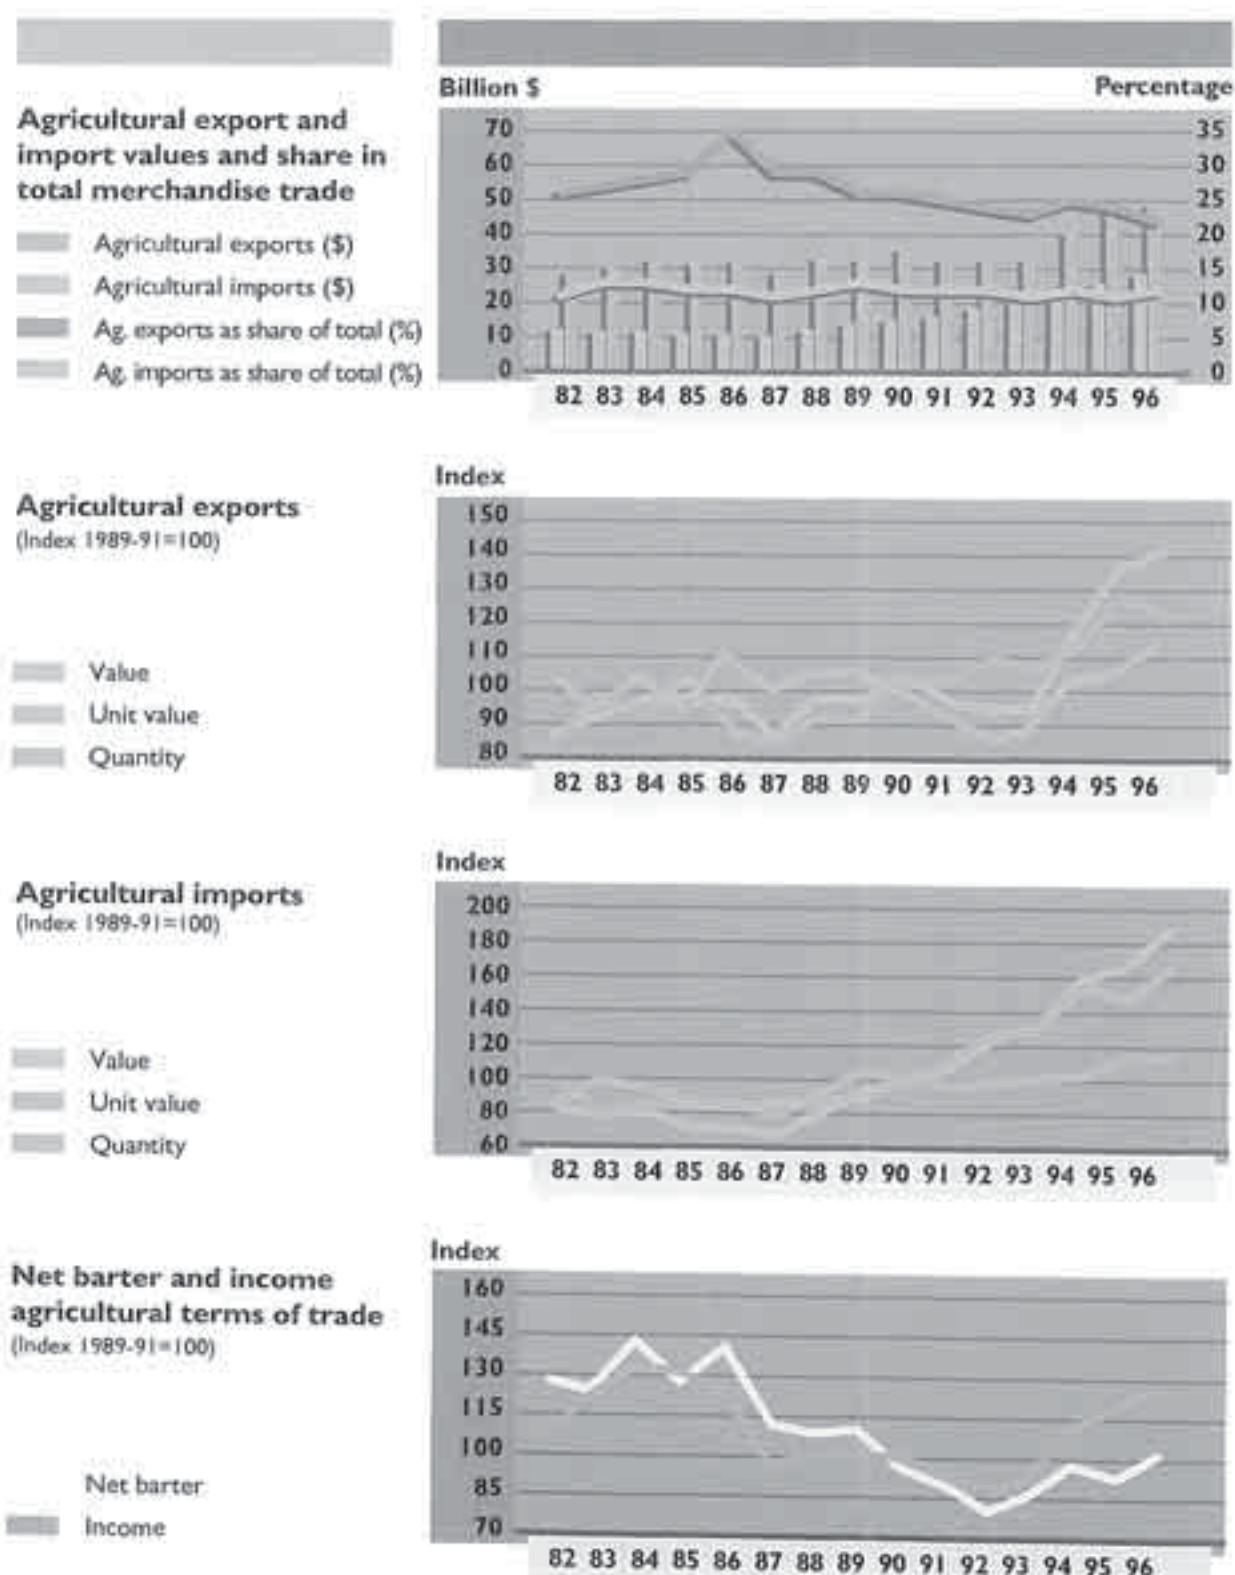 Agricultural export and
import values and share in
total merchandise trade
Agricultural exports ($)
Agricultural imports ($)
Ag. exports as share of total (%)
Ag. imports as share of total (%)
Billion $ Percentage
70 35
60 30
50 25
40 20
30 15
20 10
10 5
0 0
82 83 84 85 86 87 88 89 90 91 92 93 94 95 96
Agricultural exports
(Index 1989-91=100)
Value
Unit value
Quantity
Index
150
140
130
120
110
100
90
80
82 83 84 85 86 87 88 89 90 91 92 93 94 95 96
Agricultural imports
(Index 1989-91=100)
Value
Unit value
Quantity
Index
200
180
160
140
120
100
80
60
82 83 84 85 86 87 88 89 90 91 92 93 94 95 96
Net barter and income
agricultural terms of trade
(Index 1989-91=100)
Net barter
Income
Index
160
145
130
115
100
85
70
82 83 84 85 86 87 88 89 90 91 92 93 94 95 96